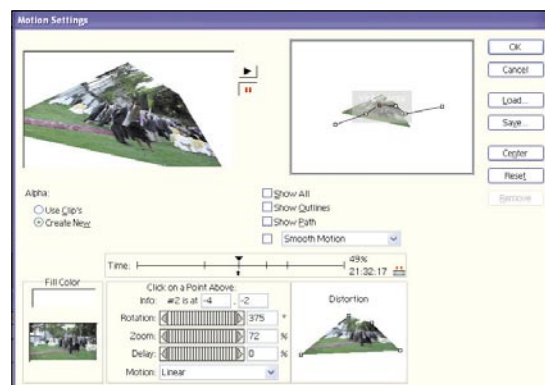 Motion Settings
OK
Cancel
Load...
Save...
Center
Reset
Remove
Alpha:
Use Clip's
Create New
Show All
Show Outlines
Show Path
Smooth Motion
Time:
49%
21:32:17
Fill Color
Click on a Point Above:
Info: #2 is at -4 , -2
Rotation: 375 °
Zoom: 72 %
Delay: 0 %
Motion: Linear
Distortion